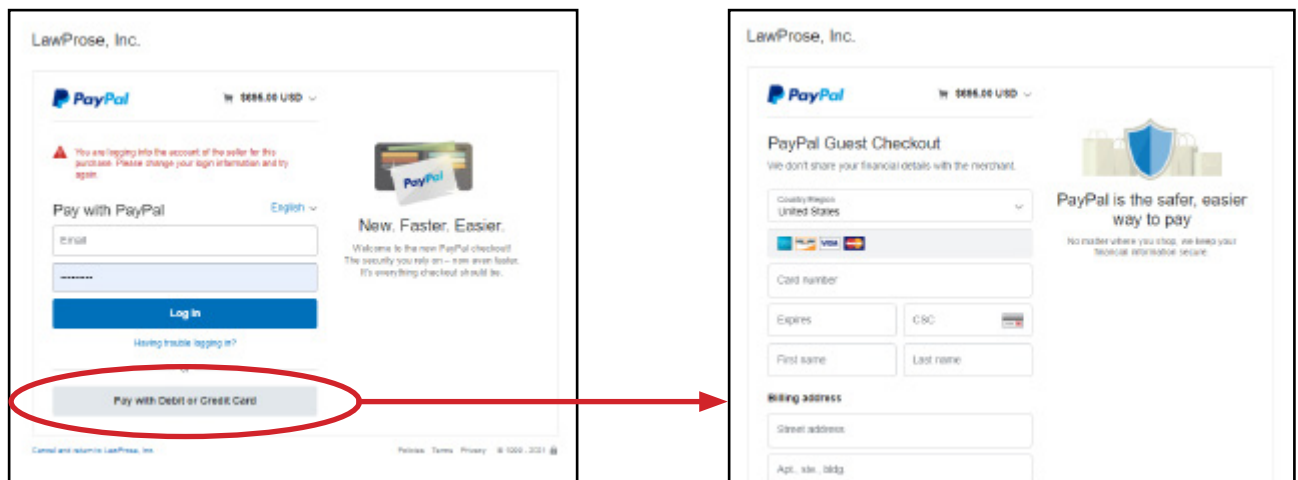 LawProse, Inc.
PayPal
$695.00 USD
You are logging into the account of the seller for this
purchase. Please change your login information and try
again.
Pay with PayPal
English
Email
Log In
Having trouble logging in?
or
Pay with Debit or Credit Card
Cancel and return to LawProse, Inc.
PayPal
New. Faster. Easier.
Welcome to the new PayPal checkout!
The security you rely on – now even faster.
It's everything checkout should be.
Policies Terms Privacy © 1999 - 2021
LawProse, Inc.
PayPal
$695.00 USD
PayPal Guest Checkout
We don't share your financial details with the merchant.
Country/Region
United States
VISA
Card number
Expires
CSC
First name
Last name
Billing address
Street address
Apt., ste., bldg
PayPal is the safer, easier
way to pay
No matter where you shop, we keep your
financial information secure.